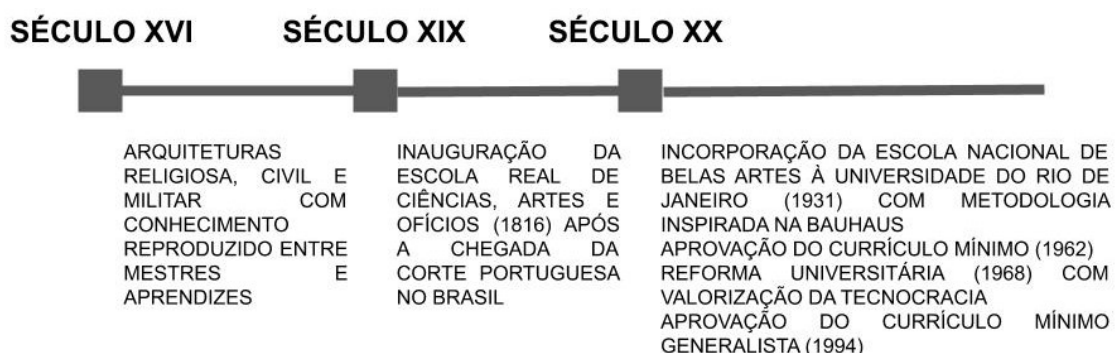 SÉCULO XVI
SÉCULO XIX
SÉCULO XX
ARQUITETURAS
RELIGIOSA, CIVIL E
MILITAR COM
CONHECIMENTO
REPRODUZIDO ENTRE
MESTRES E
APRENDIZES
INAUGURAÇÃO DA
ESCOLA REAL DE
CIÊNCIAS, ARTES E
OFÍCIOS (1816) APÓS
A CHEGADA DA
CORTE PORTUGUESA
NO BRASIL
INCORPORAÇÃO DA ESCOLA NACIONAL DE
BELAS ARTES À UNIVERSIDADE DO RIO DE
JANEIRO (1931) COM METODOLOGIA
INSPIRADA NA BAUHAUS
APROVAÇÃO DO CURRÍCULO MÍNIMO (1962)
REFORMA UNIVERSITÁRIA (1968) COM
VALORIZAÇÃO DA TECNOCRACIA
APROVAÇÃO DO CURRÍCULO MÍNIMO
GENERALISTA (1994)